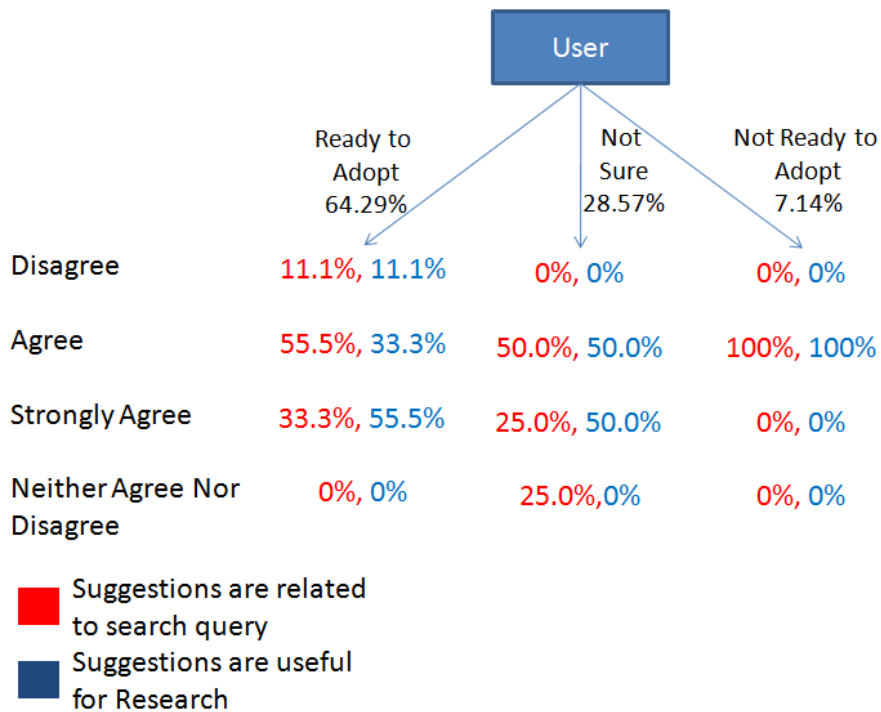 User
Ready to
Adopt
64.29%
Not
Sure
28.57%
Not Ready to
Adopt
7.14%
Disagree 11.1%, 11.1% 0%, 0% 0%, 0%
Agree 55.5%, 33.3% 50.0%, 50.0% 100%, 100%
Strongly Agree 33.3%, 55.5% 25.0%, 50.0% 0%, 0%
Neither Agree Nor
Disagree
0%, 0% 25.0%,0% 0%, 0%
Suggestions are related
to search query
Suggestions are useful
for Research